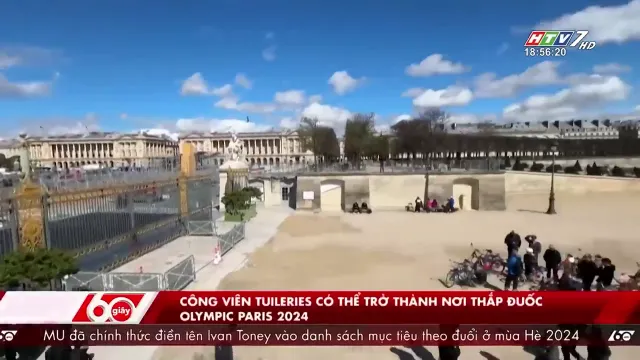 HTV7 HD
18:56:20
60 giây
CÔNG VIÊN TUILERIES CÓ THỂ TRỞ THÀNH NƠI THẮP ĐUỐC
OLYMPIC PARIS 2024
60 MU đã chính thức điền tên Ivan Toney vào danh sách mục tiêu theo đuổi ở mùa Hè 2024 60